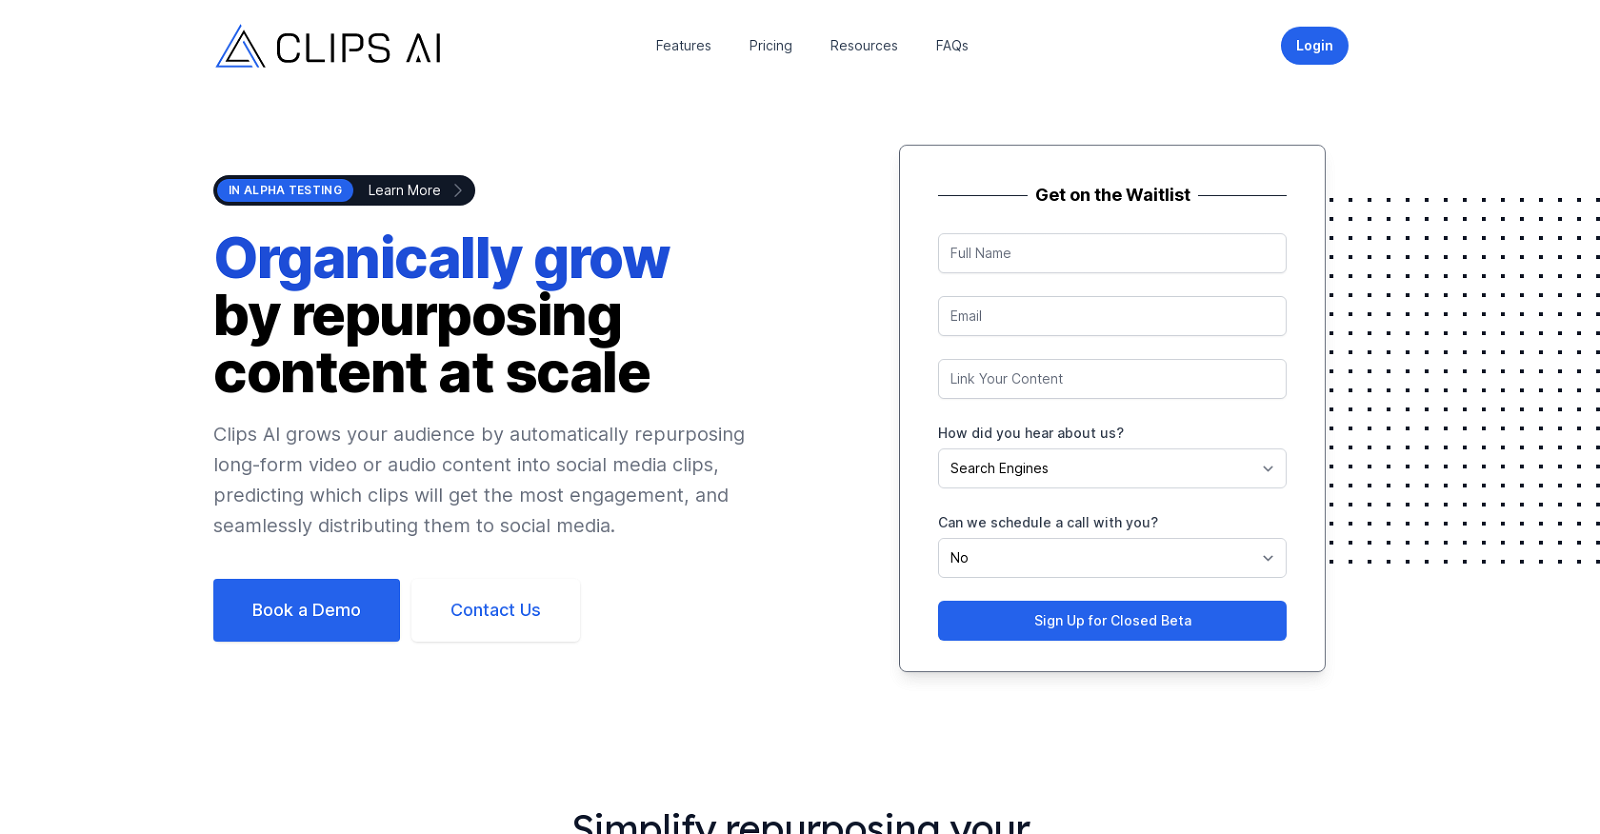 CLIPS AI
Features
Pricing
Resources
FAQs
Login
IN ALPHA TESTING
Learn More
Organically grow
by repurposing
content at scale
Clips AI grows your audience by automatically repurposing
long-form video or audio content into social media clips,
predicting which clips will get the most engagement, and
seamlessly distributing them to social media.
Book a Demo
Contact Us
Get on the Waitlist
Full Name
Email
Link Your Content
How did you hear about us?
Search Engines
Can we schedule a call with you?
No
Sign Up for Closed Beta
Simplify repurposing your